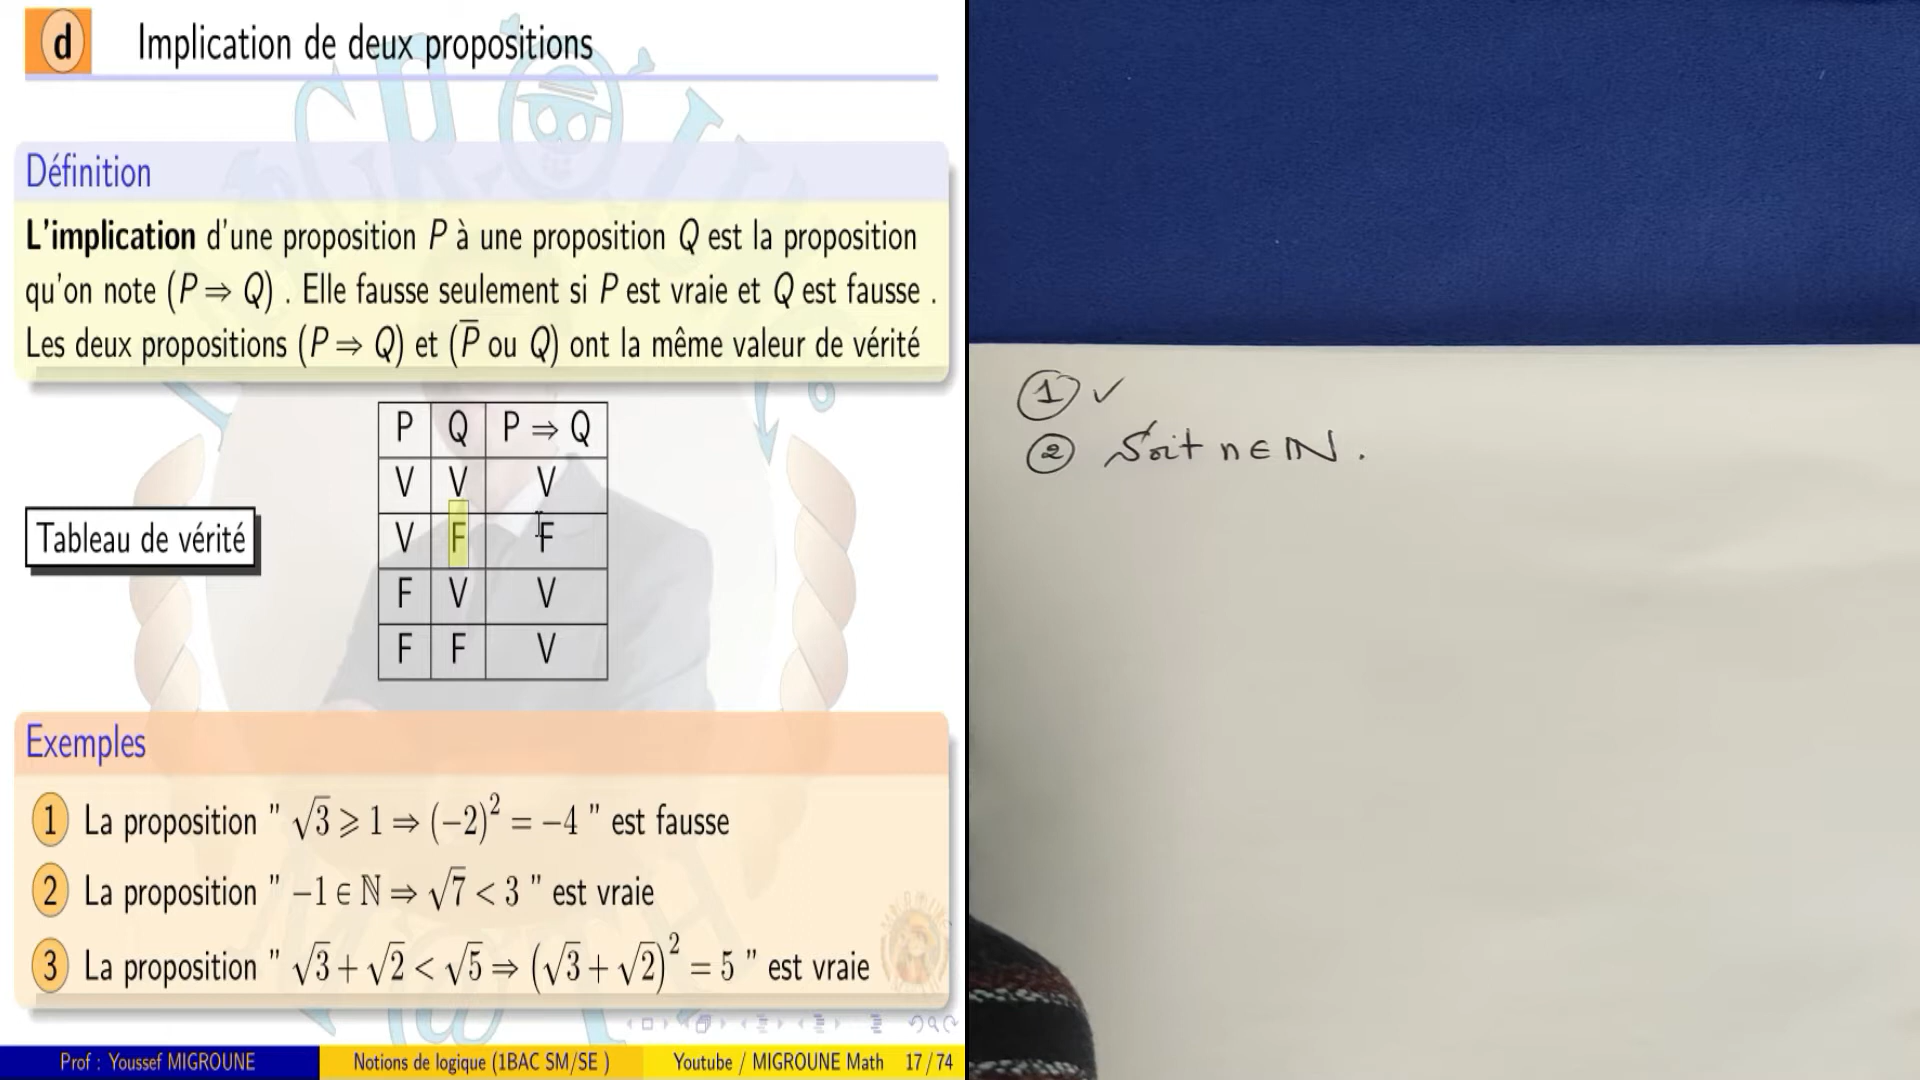 d Implication de deux propositions
Définition
L'implication d'une proposition P à une proposition Q est la proposition
qu'on note (P ⇒ Q) . Elle fausse seulement si P est vraie et Q est fausse .
Les deux propositions (P ⇒ Q) et (P̅ ou Q) ont la même valeur de vérité
Tableau de vérité
P Q P ⇒ Q
V V V
V F F
F V V
F F V
Exemples
1 La proposition " √3 ⩾ 1 ⇒ (−2)² = −4 " est fausse
2 La proposition " −1 ∈ ℕ ⇒ √7 < 3 " est vraie
3 La proposition " √3 + √2 < √5 ⇒ (√3 + √2)² = 5 " est vraie
Prof : Youssef MIGROUNE Notions de logique (1BAC SM/SE ) Youtube / MIGROUNE Math 17 / 74
① ✓
② Soit n ∈ ℕ .